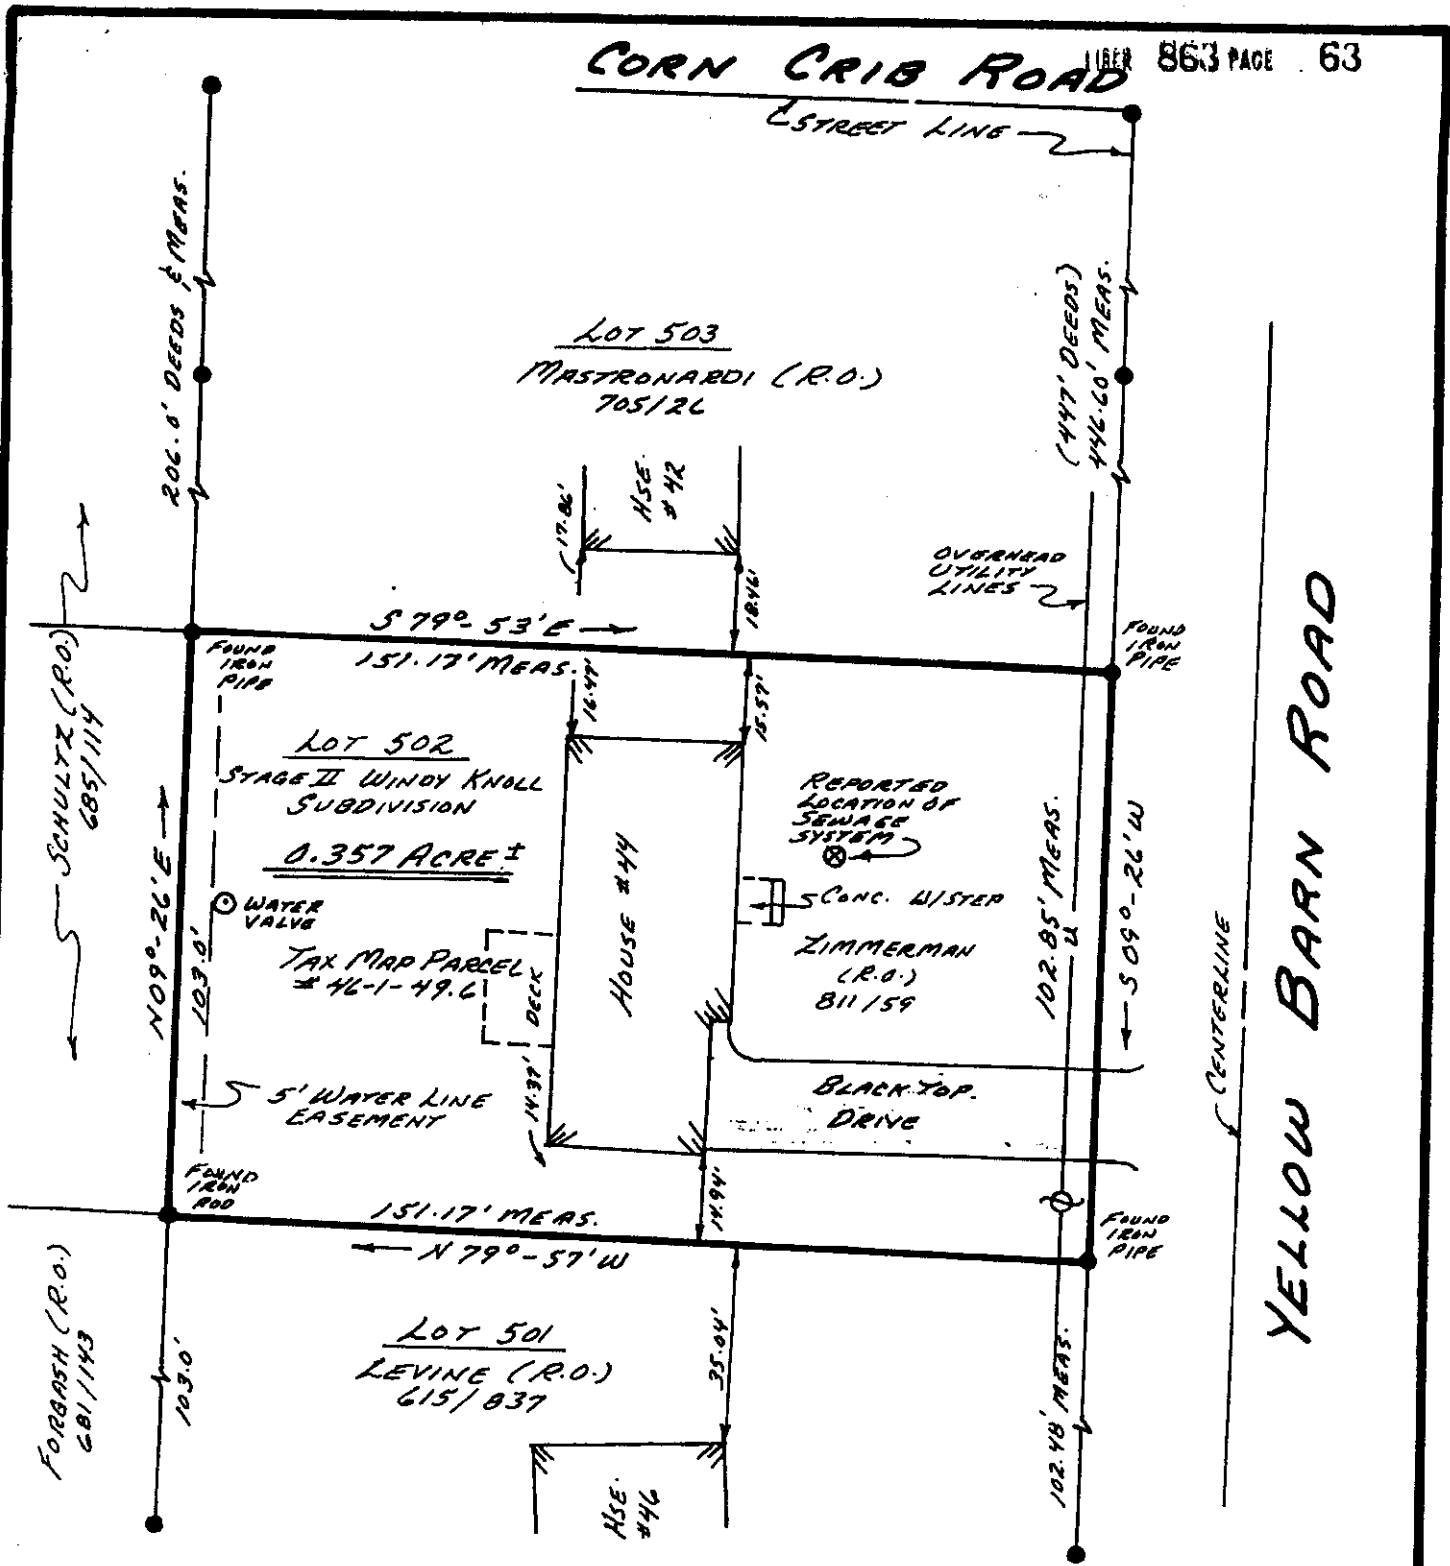 CORN CRIB ROAD
LIBER 863 PAGE 63
STREET LINE
206.0' DEEDS & MEAS.
(447' DEEDS)
446.60' MEAS.
LOT 503
MASTRONARDI (R.O.)
705/26
HSE.
#42
17.86'
18.46'
OVERHEAD
UTILITY
LINES
S 79°-53'E
151.17' MEAS.
FOUND
IRON
PIPE
FOUND
IRON
PIPE
SCHULTZ (R.O.)
685/114
16.47'
15.57'
LOT 502
STAGE II WINDY KNOLL
SUBDIVISION
0.357 ACRE ±
REPORTED
LOCATION OF
SEWAGE
SYSTEM
HOUSE #44
WATER
VALVE
CONC. W/STEP
TAX MAP PARCEL
# 46-1-49.6
DECK
ZIMMERMAN
(R.O.)
811/59
N09°-26'E
103.0'
102.85' MEAS.
U
S 09°-26'W
CENTERLINE
YELLOW BARN ROAD
5' WATER LINE
EASEMENT
14.37'
BLACK TOP.
DRIVE
FOUND
IRON
ROD
14.94'
151.17' MEAS.
N 79°-57'W
FOUND
IRON
PIPE
FORBASH (R.O.)
681/143
103.0'
LOT 501
LEVINE (R.O.)
615/837
35.04'
102.48' MEAS.
HSE.
#46